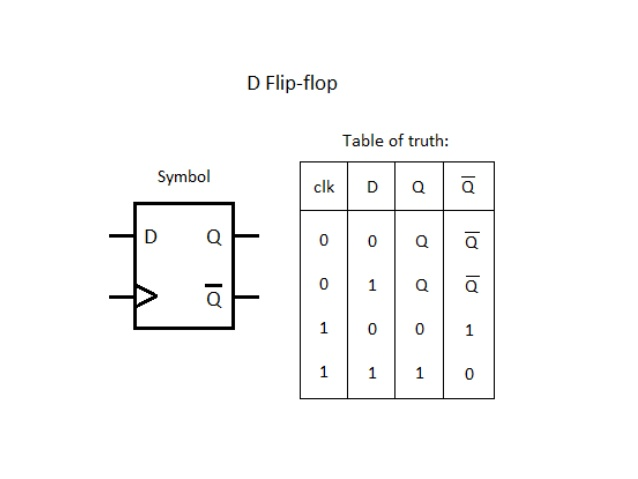 D Flip-flop
Table of truth:
Symbol
D Q
Q̅
clk D Q Q̅
0 0 Q Q̅
0 1 Q Q̅
1 0 0 1
1 1 1 0